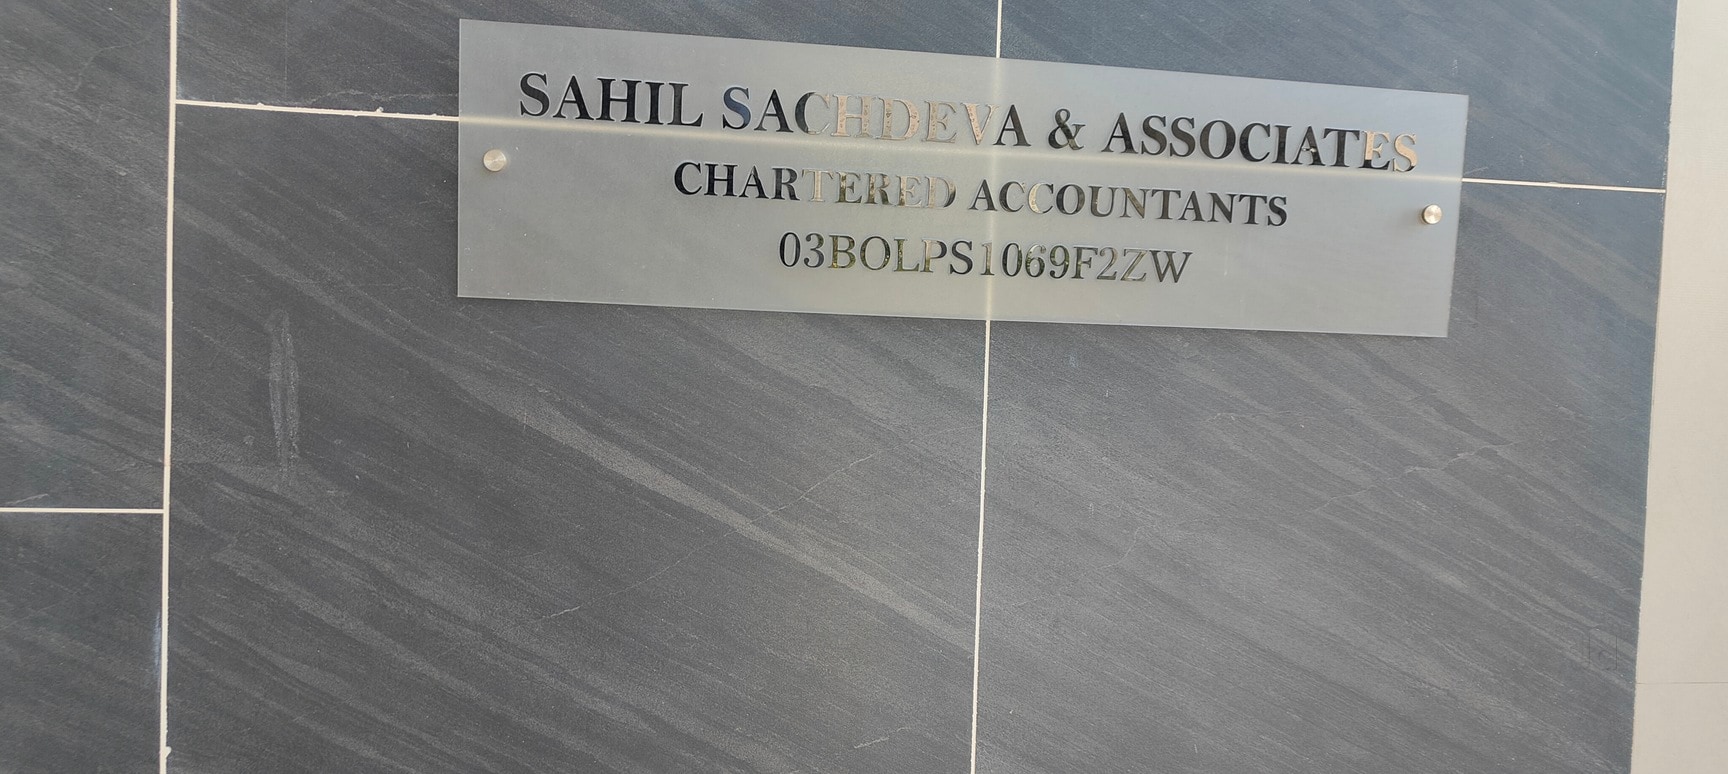 SAHIL SACHDEVA & ASSOCIATES
CHARTERED ACCOUNTANTS
03BOLPS1069F2ZW